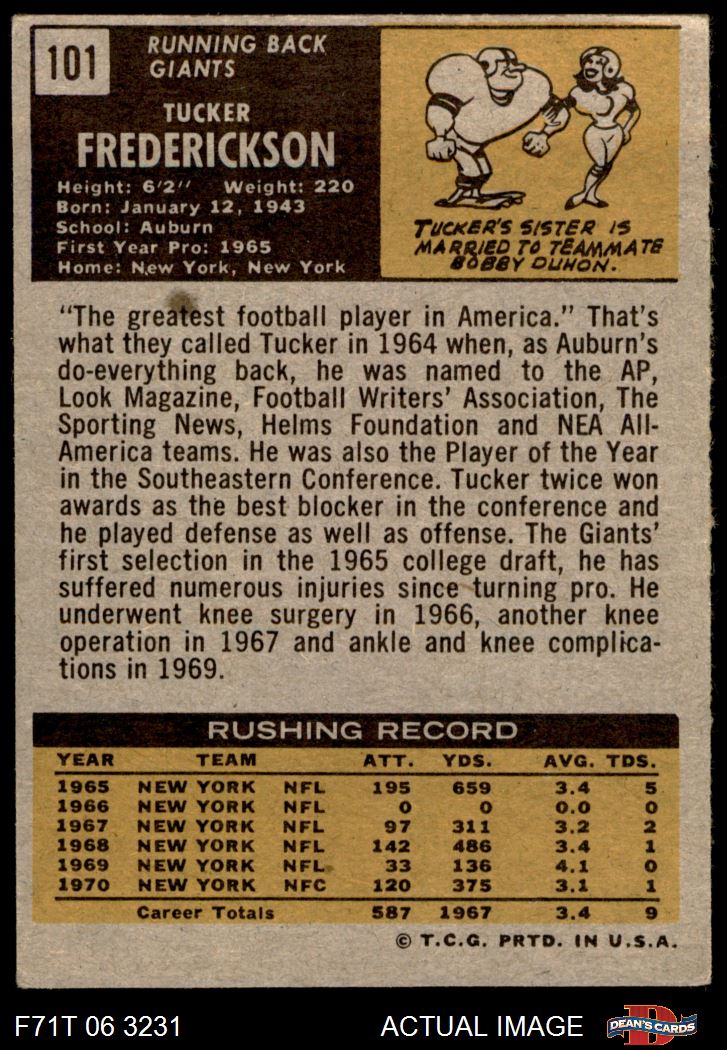 101
RUNNING BACK
GIANTS
TUCKER
FREDERICKSON
Height: 6'2" Weight: 220
Born: January 12, 1943
School: Auburn
First Year Pro: 1965
Home: New York, New York
TUCKER'S SISTER IS
MARRIED TO TEAMMATE
BOBBY DUHON.
"The greatest football player in America." That's
what they called Tucker in 1964 when, as Auburn's
do-everything back, he was named to the AP,
Look Magazine, Football Writers' Association, The
Sporting News, Helms Foundation and NEA All-
America teams. He was also the Player of the Year
in the Southeastern Conference. Tucker twice won
awards as the best blocker in the conference and
he played defense as well as offense. The Giants'
first selection in the 1965 college draft, he has
suffered numerous injuries since turning pro. He
underwent knee surgery in 1966, another knee
operation in 1967 and ankle and knee complica-
tions in 1969.
RUSHING RECORD
YEAR TEAM ATT. YDS. AVG. TDS.
1965 NEW YORK NFL 195 659 3.4 5
1966 NEW YORK NFL 0 0 0.0 0
1967 NEW YORK NFL 97 311 3.2 2
1968 NEW YORK NFL 142 486 3.4 1
1969 NEW YORK NFL 33 136 4.1 0
1970 NEW YORK NFC 120 375 3.1 1
Career Totals 587 1967 3.4 9
© T.C.G. PRTD. IN U.S.A.
F71T 06 3231 ACTUAL IMAGE D DEAN'S CARDS